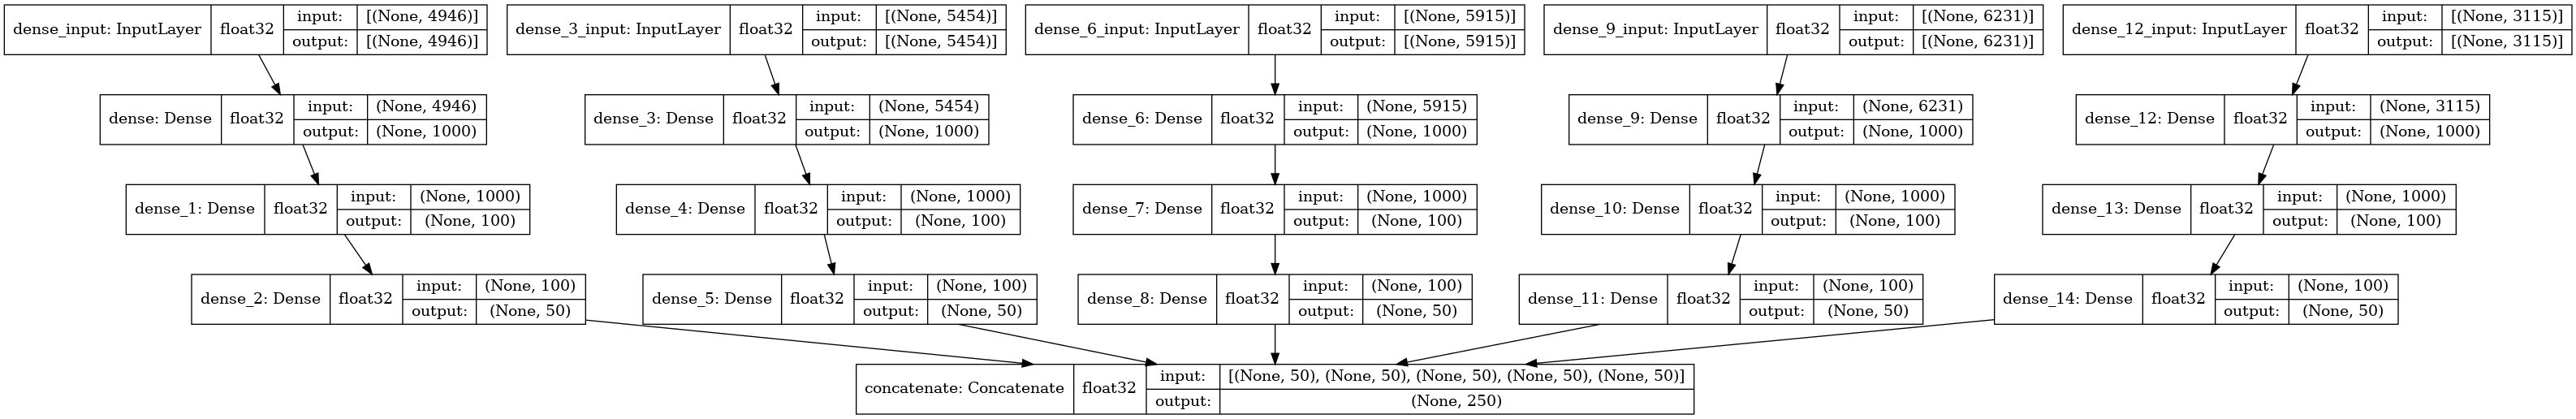 dense_input: InputLayer float32 input: [(None, 4946)] output: [(None, 4946)]
dense_3_input: InputLayer float32 input: [(None, 5454)] output: [(None, 5454)]
dense_6_input: InputLayer float32 input: [(None, 5915)] output: [(None, 5915)]
dense_9_input: InputLayer float32 input: [(None, 6231)] output: [(None, 6231)]
dense_12_input: InputLayer float32 input: [(None, 3115)] output: [(None, 3115)]
dense: Dense float32 input: (None, 4946) output: (None, 1000)
dense_3: Dense float32 input: (None, 5454) output: (None, 1000)
dense_6: Dense float32 input: (None, 5915) output: (None, 1000)
dense_9: Dense float32 input: (None, 6231) output: (None, 1000)
dense_12: Dense float32 input: (None, 3115) output: (None, 1000)
dense_1: Dense float32 input: (None, 1000) output: (None, 100)
dense_4: Dense float32 input: (None, 1000) output: (None, 100)
dense_7: Dense float32 input: (None, 1000) output: (None, 100)
dense_10: Dense float32 input: (None, 1000) output: (None, 100)
dense_13: Dense float32 input: (None, 1000) output: (None, 100)
dense_2: Dense float32 input: (None, 100) output: (None, 50)
dense_5: Dense float32 input: (None, 100) output: (None, 50)
dense_8: Dense float32 input: (None, 100) output: (None, 50)
dense_11: Dense float32 input: (None, 100) output: (None, 50)
dense_14: Dense float32 input: (None, 100) output: (None, 50)
concatenate: Concatenate float32 input: [(None, 50), (None, 50), (None, 50), (None, 50), (None, 50)] output: (None, 250)